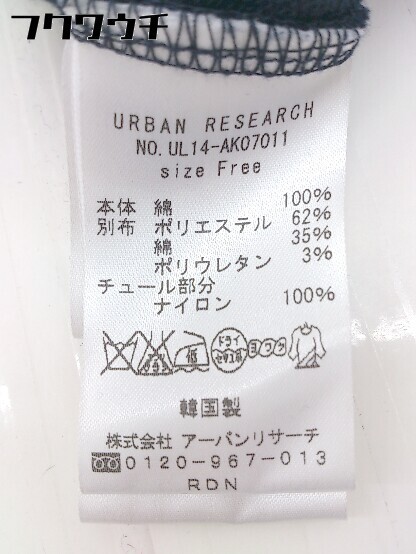 フクウウチ
URBAN RESEARCH
NO. UL14-AK07011
size Free
本体 綿 100%
別布 ポリエステル 62%
綿 35%
ポリウレタン 3%
チュール部分
ナイロン 100%
低 ドライ セキユ系 ヨワク
韓国製
株式会社 アーバンリサーチ
0120-967-013
RDN